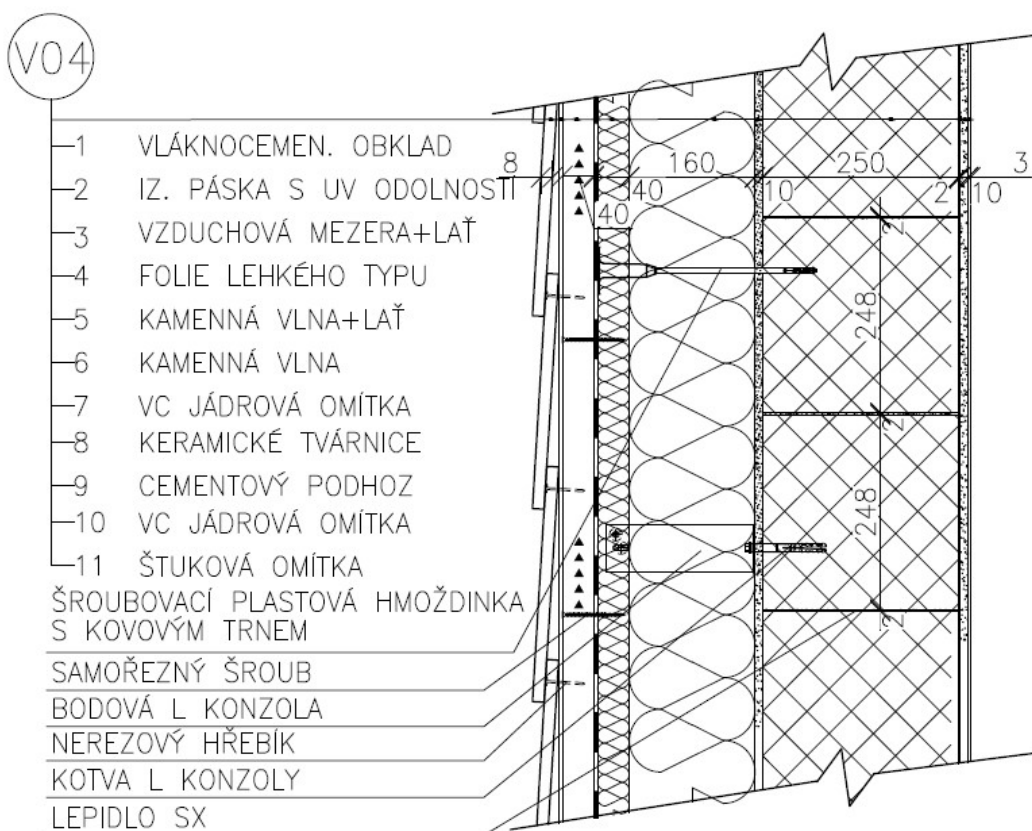 V04
1 VLÁKNOCEMEN. OBKLAD
2 IZ. PÁSKA S UV ODOLNOSTÍ
3 VZDUCHOVÁ MEZERA+LAŤ
4 FOLIE LEHKÉHO TYPU
5 KAMENNÁ VLNA+LAŤ
6 KAMENNÁ VLNA
7 VC JÁDROVÁ OMÍTKA
8 KERAMICKÉ TVÁRNICE
9 CEMENTOVÝ PODHOZ
10 VC JÁDROVÁ OMÍTKA
11 ŠTUKOVÁ OMÍTKA
ŠROUBOVACÍ PLASTOVÁ HMOŽDINKA
S KOVOVÝM TRNEM
SAMOŘEZNÝ ŠROUB
BODOVÁ L KONZOLA
NEREZOVÝ HŘEBÍK
KOTVA L KONZOLY
LEPIDLO SX
8 160 250 3
40 10 2 10
40
2
248
2
248
2